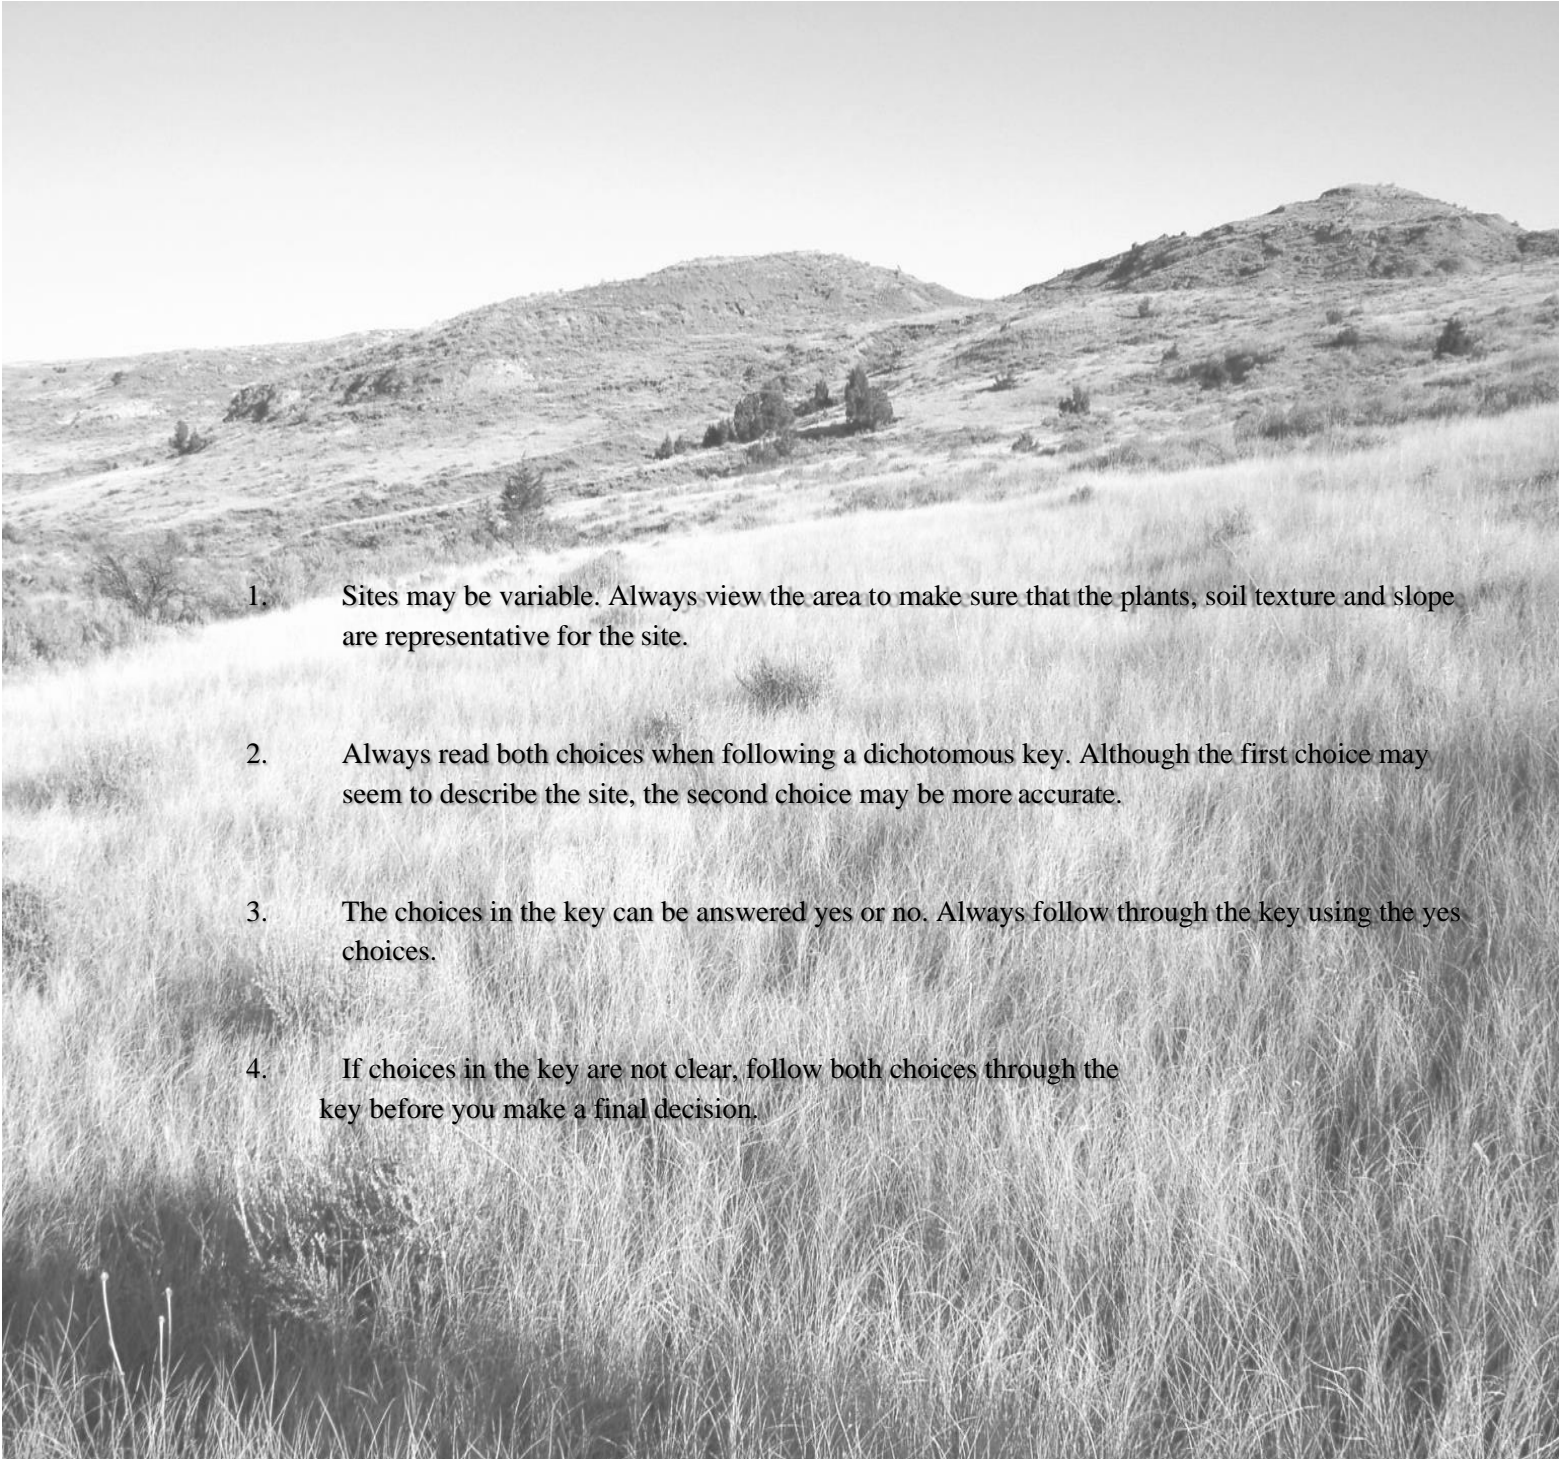 1. Sites may be variable. Always view the area to make sure that the plants, soil texture and slope
are representative for the site.
2. Always read both choices when following a dichotomous key. Although the first choice may
seem to describe the site, the second choice may be more accurate.
3. The choices in the key can be answered yes or no. Always follow through the key using the yes
choices.
4. If choices in the key are not clear, follow both choices through the
key before you make a final decision.